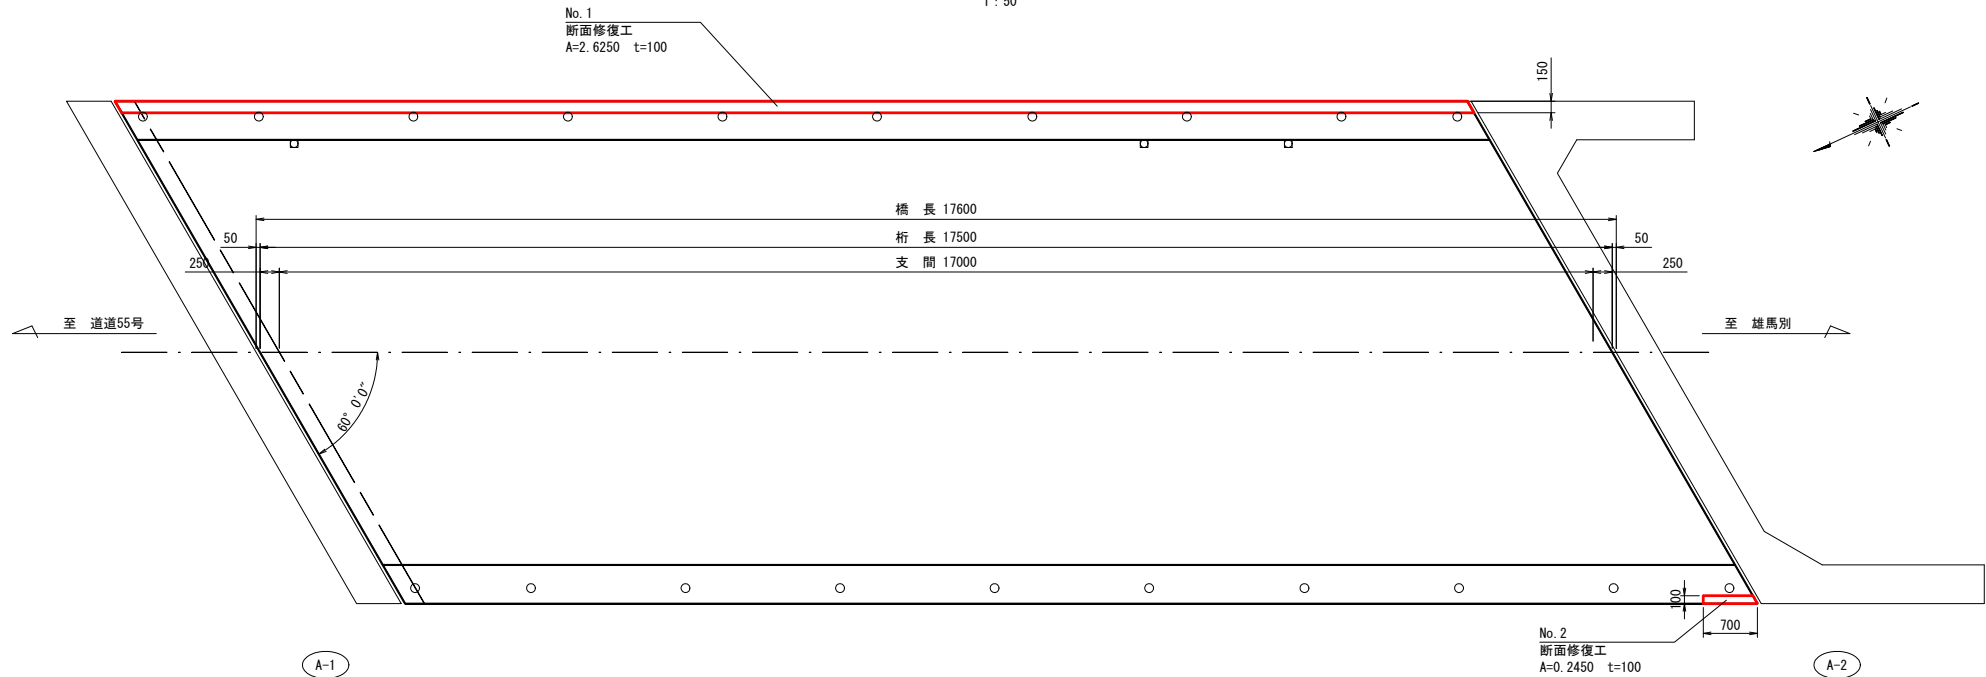 1：50
No. 1
断面修復工
A=2. 6250　t=100
150
橋　長 17600
50
桁　長 17500
50
250
支　間 17000
250
至　道道55号
至　雄馬別
60° 0′0″
100
700
No. 2
断面修復工
A=0. 2450　t=100
A-1
A-2